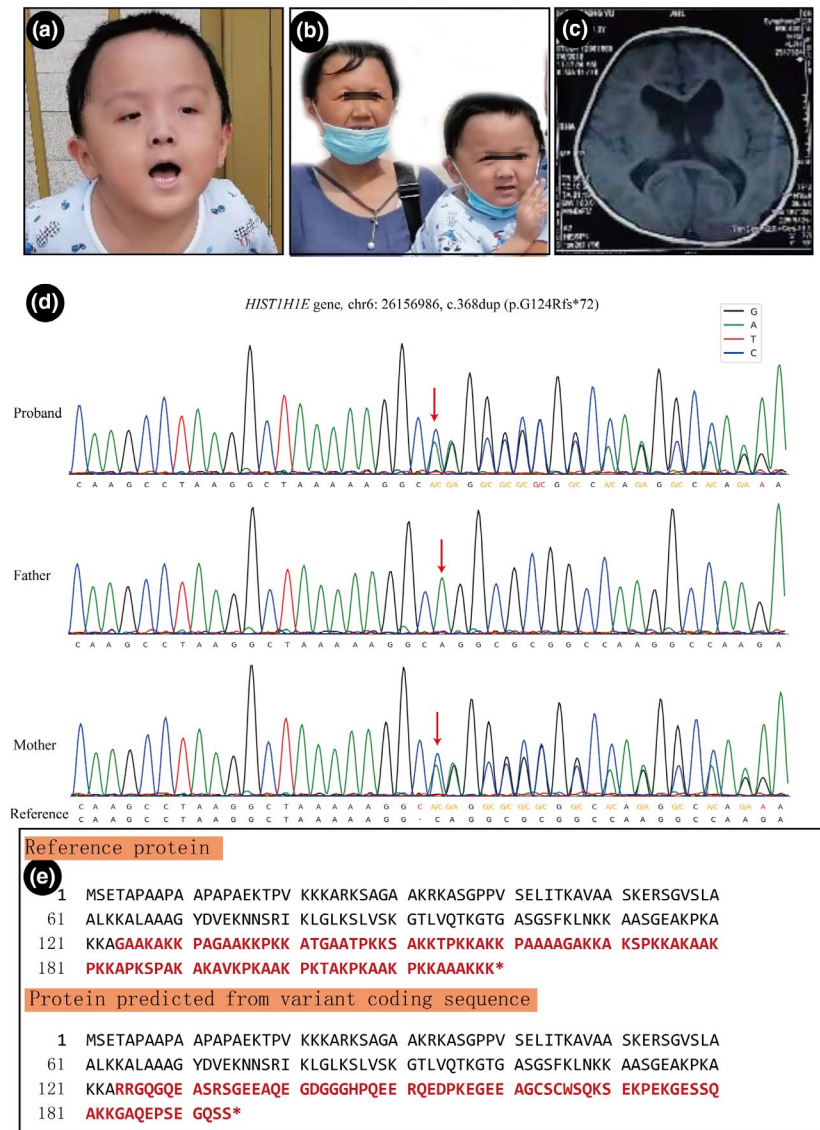 (a)
(b)
(c)
(d)
HIST1H1E gene, chr6: 26156986, c.368dup (p.G124Rfs*72)
G
A
T
C
Proband
C A A G C C T A A G G C T A A A A A G G C A/C G/A G/C G/C G/C G/C G G/C C A/C A G/A G G/C C A/C A G/A A A
Father
C A A G C C T A A G G C T A A A A A G G C A G G C G C G G C C A A G G C C A A G A
Mother
C A A G C C T A A G G C T A A A A A G G C A/C G/A G/C G/C G/C G/C G G/C C A/C A G/A G G/C C A/C A G/A A A
Reference
C A A G C C T A A G G C T A A A A A G G - C A G G C G C G G C C A A G G C C A A G A
Reference protein
(e)
1 MSETAPAAPA APAPAEKTPV KKKARKSAGA AKRKASGPPV SELITKAVAA SKERSGVSLA
61 ALKKALAAAG YDVEKNNSRI KLGLKSLVSK GTLVQTKGTG ASGSFKLNKK AASGEAKPKA
121 KKAGAAKAKK PAGAAKKPKK ATGAATPKKS AKKTPKKAKK PAAAAGAKKA KSPKKAKAAK
181 PKKAPKSPAK AKAVKPKAAK PKTAKPKAAK PKKAAAKKK*
Protein predicted from variant coding sequence
1 MSETAPAAPA APAPAEKTPV KKKARKSAGA AKRKASGPPV SELITKAVAA SKERSGVSLA
61 ALKKALAAAG YDVEKNNSRI KLGLKSLVSK GTLVQTKGTG ASGSFKLNKK AASGEAKPKA
121 KKARRGQGQE ASRSGEEAQE GDGGGHPQEE RQEDPKEGEE AGCSCWSQKS EKPEKGESSQ
181 AKKGAQEPSE GQSS*